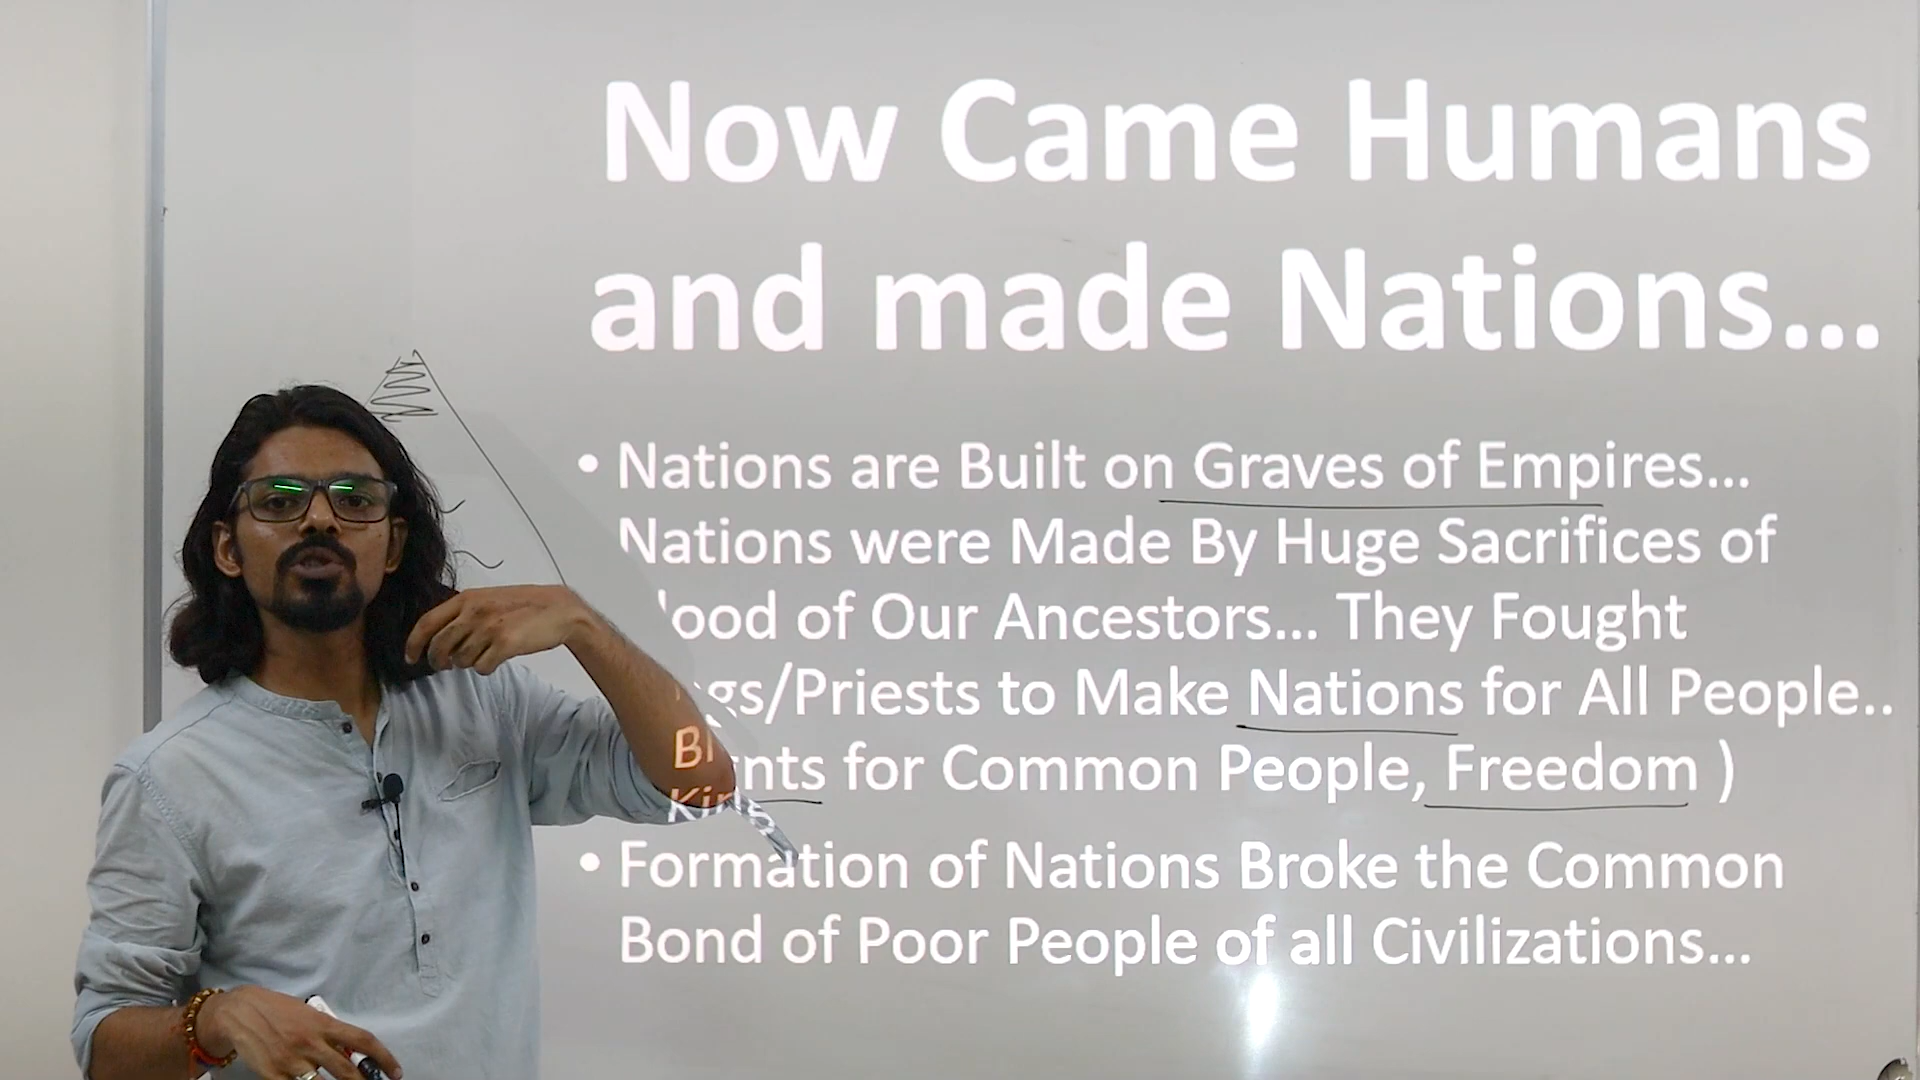 Now Came Humans
and made Nations...
• Nations are Built on Graves of Empires...
Nations were Made By Huge Sacrifices of
lood of Our Ancestors... They Fought
gs/Priests to Make Nations for All People..
nts for Common People, Freedom )
• Formation of Nations Broke the Common
Bond of Poor People of all Civilizations...